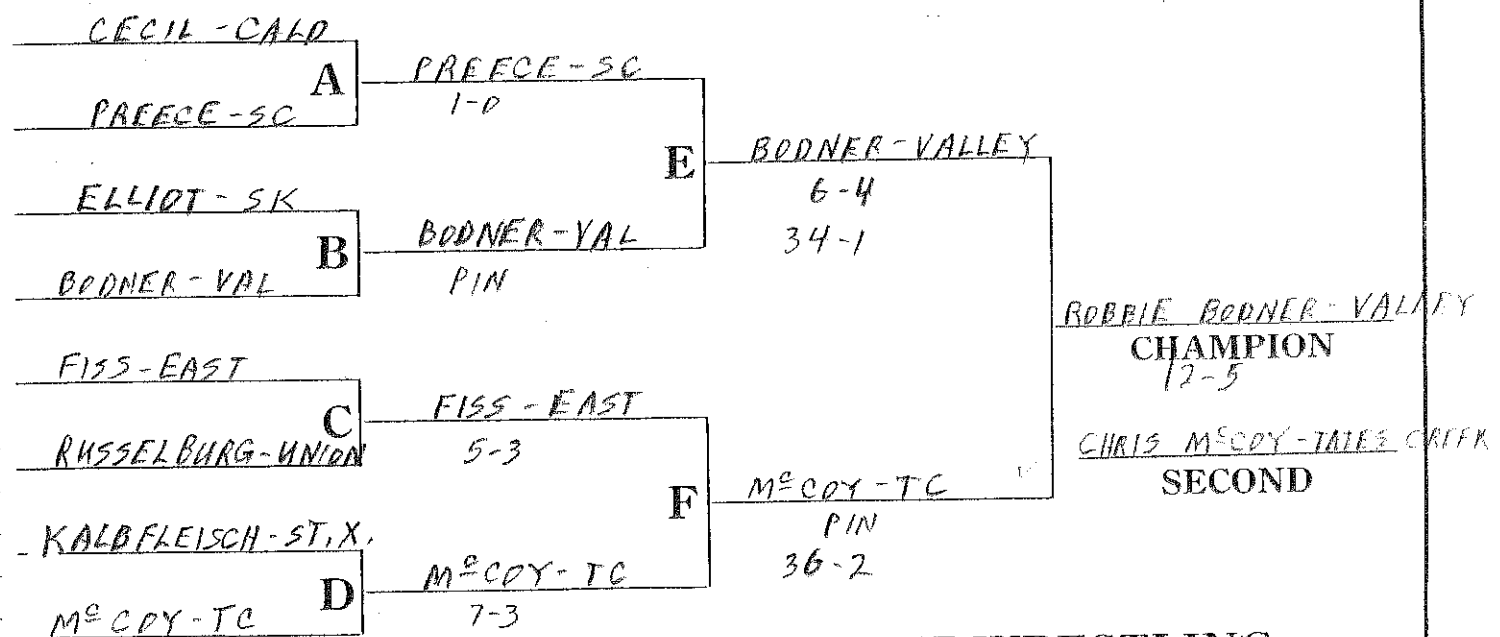 CECIL - CALD
A
PREECE - SC
1-0
PREECE - SC
E
BODNER - VALLEY
6-4
34-1
ELLIOT - SK
B
BODNER - VAL
PIN
BODNER - VAL
ROBBIE BODNER - VALLEY
CHAMPION
12-5
FISS - EAST
C
FISS - EAST
5-3
RUSSELBURG - UNION
CHRIS McCOY - TATES CREEK
SECOND
F
McCOY - TC
PIN
36-2
KALBFLEISCH - ST. X.
D
McCOY - TC
7-3
McCOY - TC